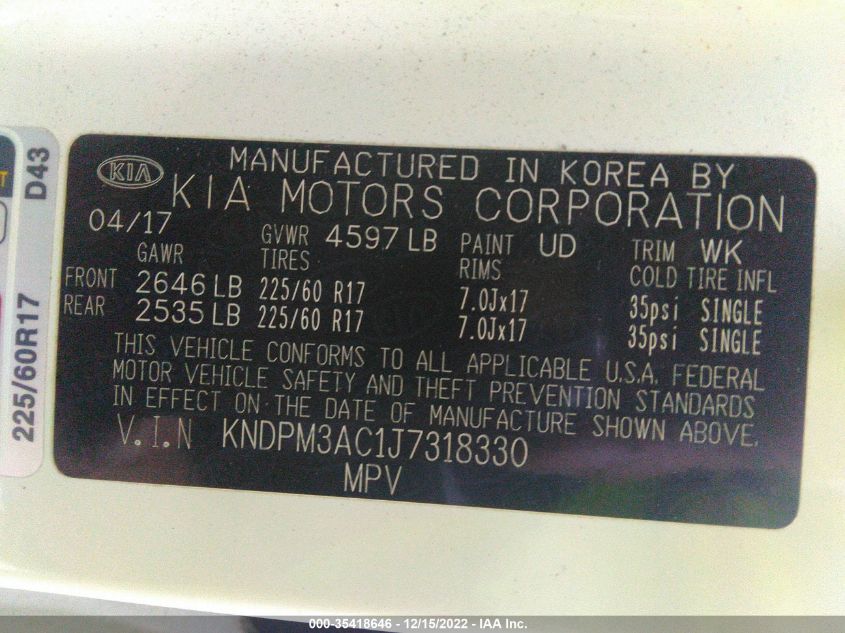 KIA MANUFACTURED IN KOREA BY
KIA MOTORS CORPORATION
04/17 GVWR 4597 LB PAINT UD TRIM WK
GAWR TIRES RIMS COLD TIRE INFL
FRONT 2646 LB 225/60 R17 7.0Jx17 35psi SINGLE
REAR 2535 LB 225/60 R17 7.0Jx17 35psi SINGLE
THIS VEHICLE CONFORMS TO ALL APPLICABLE U.S.A. FEDERAL
MOTOR VEHICLE SAFETY AND THEFT PREVENTION STANDARDS
IN EFFECT ON THE DATE OF MANUFACTURE SHOWN ABOVE.
V.I.N KNDPM3AC1J7318330
MPV
225/60R17 D43
000-35418646 - 12/15/2022 - IAA Inc.